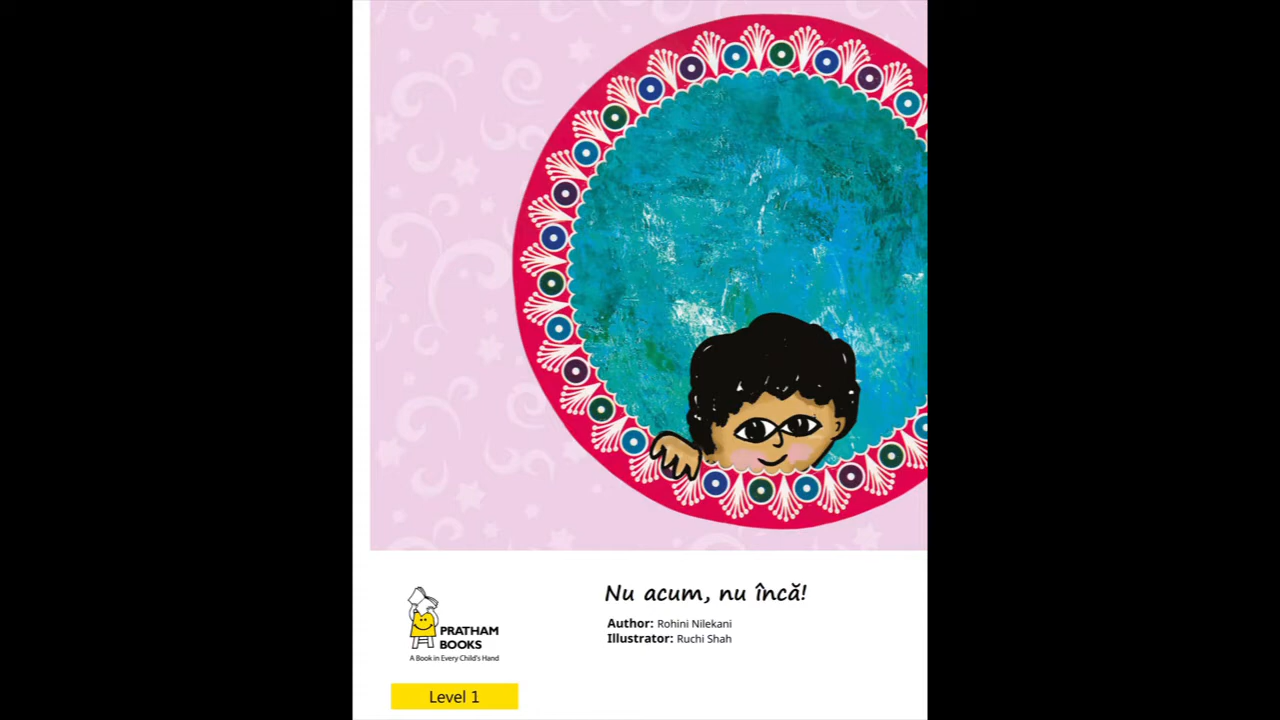 Nu acum, nu încă!
Author: Rohini Nilekani
Illustrator: Ruchi Shah
PRATHAM
BOOKS
A Book in Every Child's Hand
Level 1